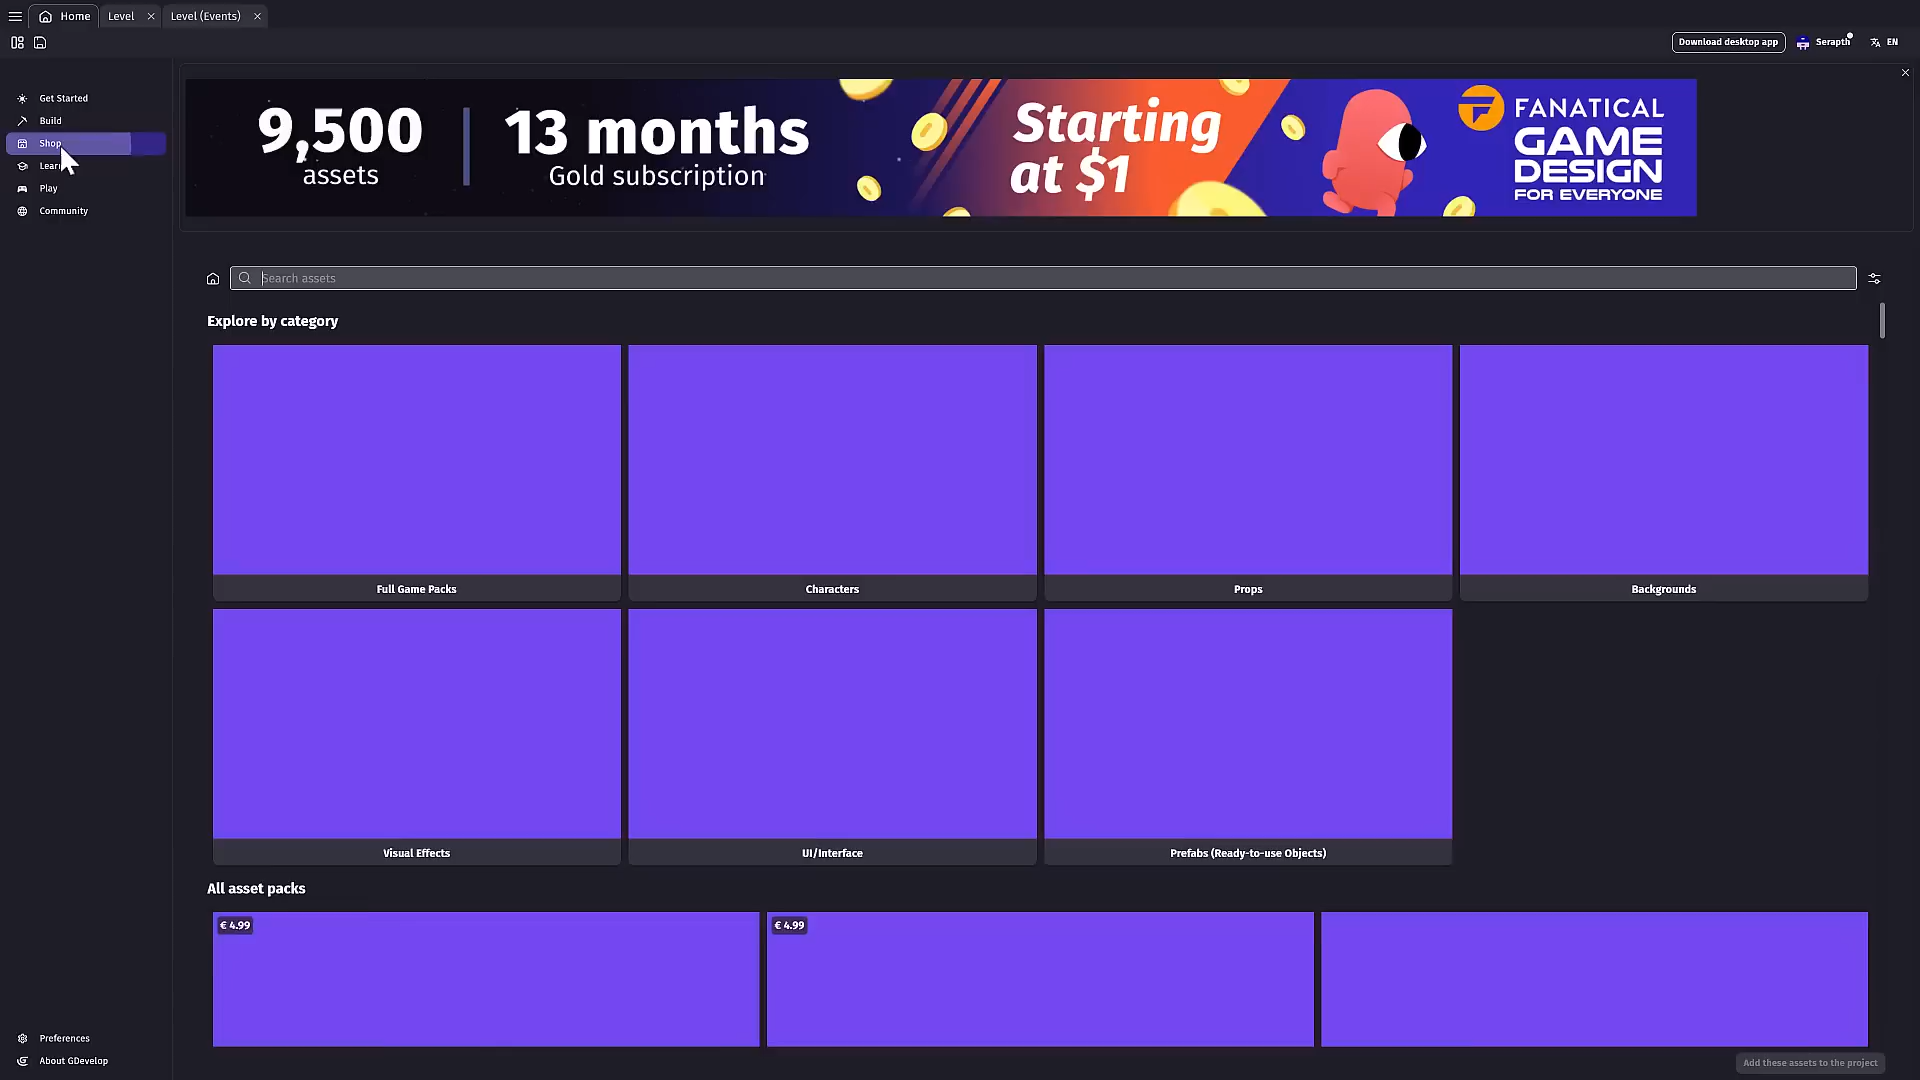 Home
Level
Level (Events)
Download desktop app
Serapth
EN
Get Started
Build
Shop
Lear
Play
Community
9,500
assets
13 months
Gold subscription
Starting
at $1
FANATICAL
GAME
DESIGN
FOR EVERYONE
Search assets
Explore by category
Full Game Packs
Characters
Props
Backgrounds
Visual Effects
UI/Interface
Prefabs (Ready-to-use Objects)
All asset packs
€ 4.99
€ 4.99
Preferences
About GDevelop
Add these assets to the project